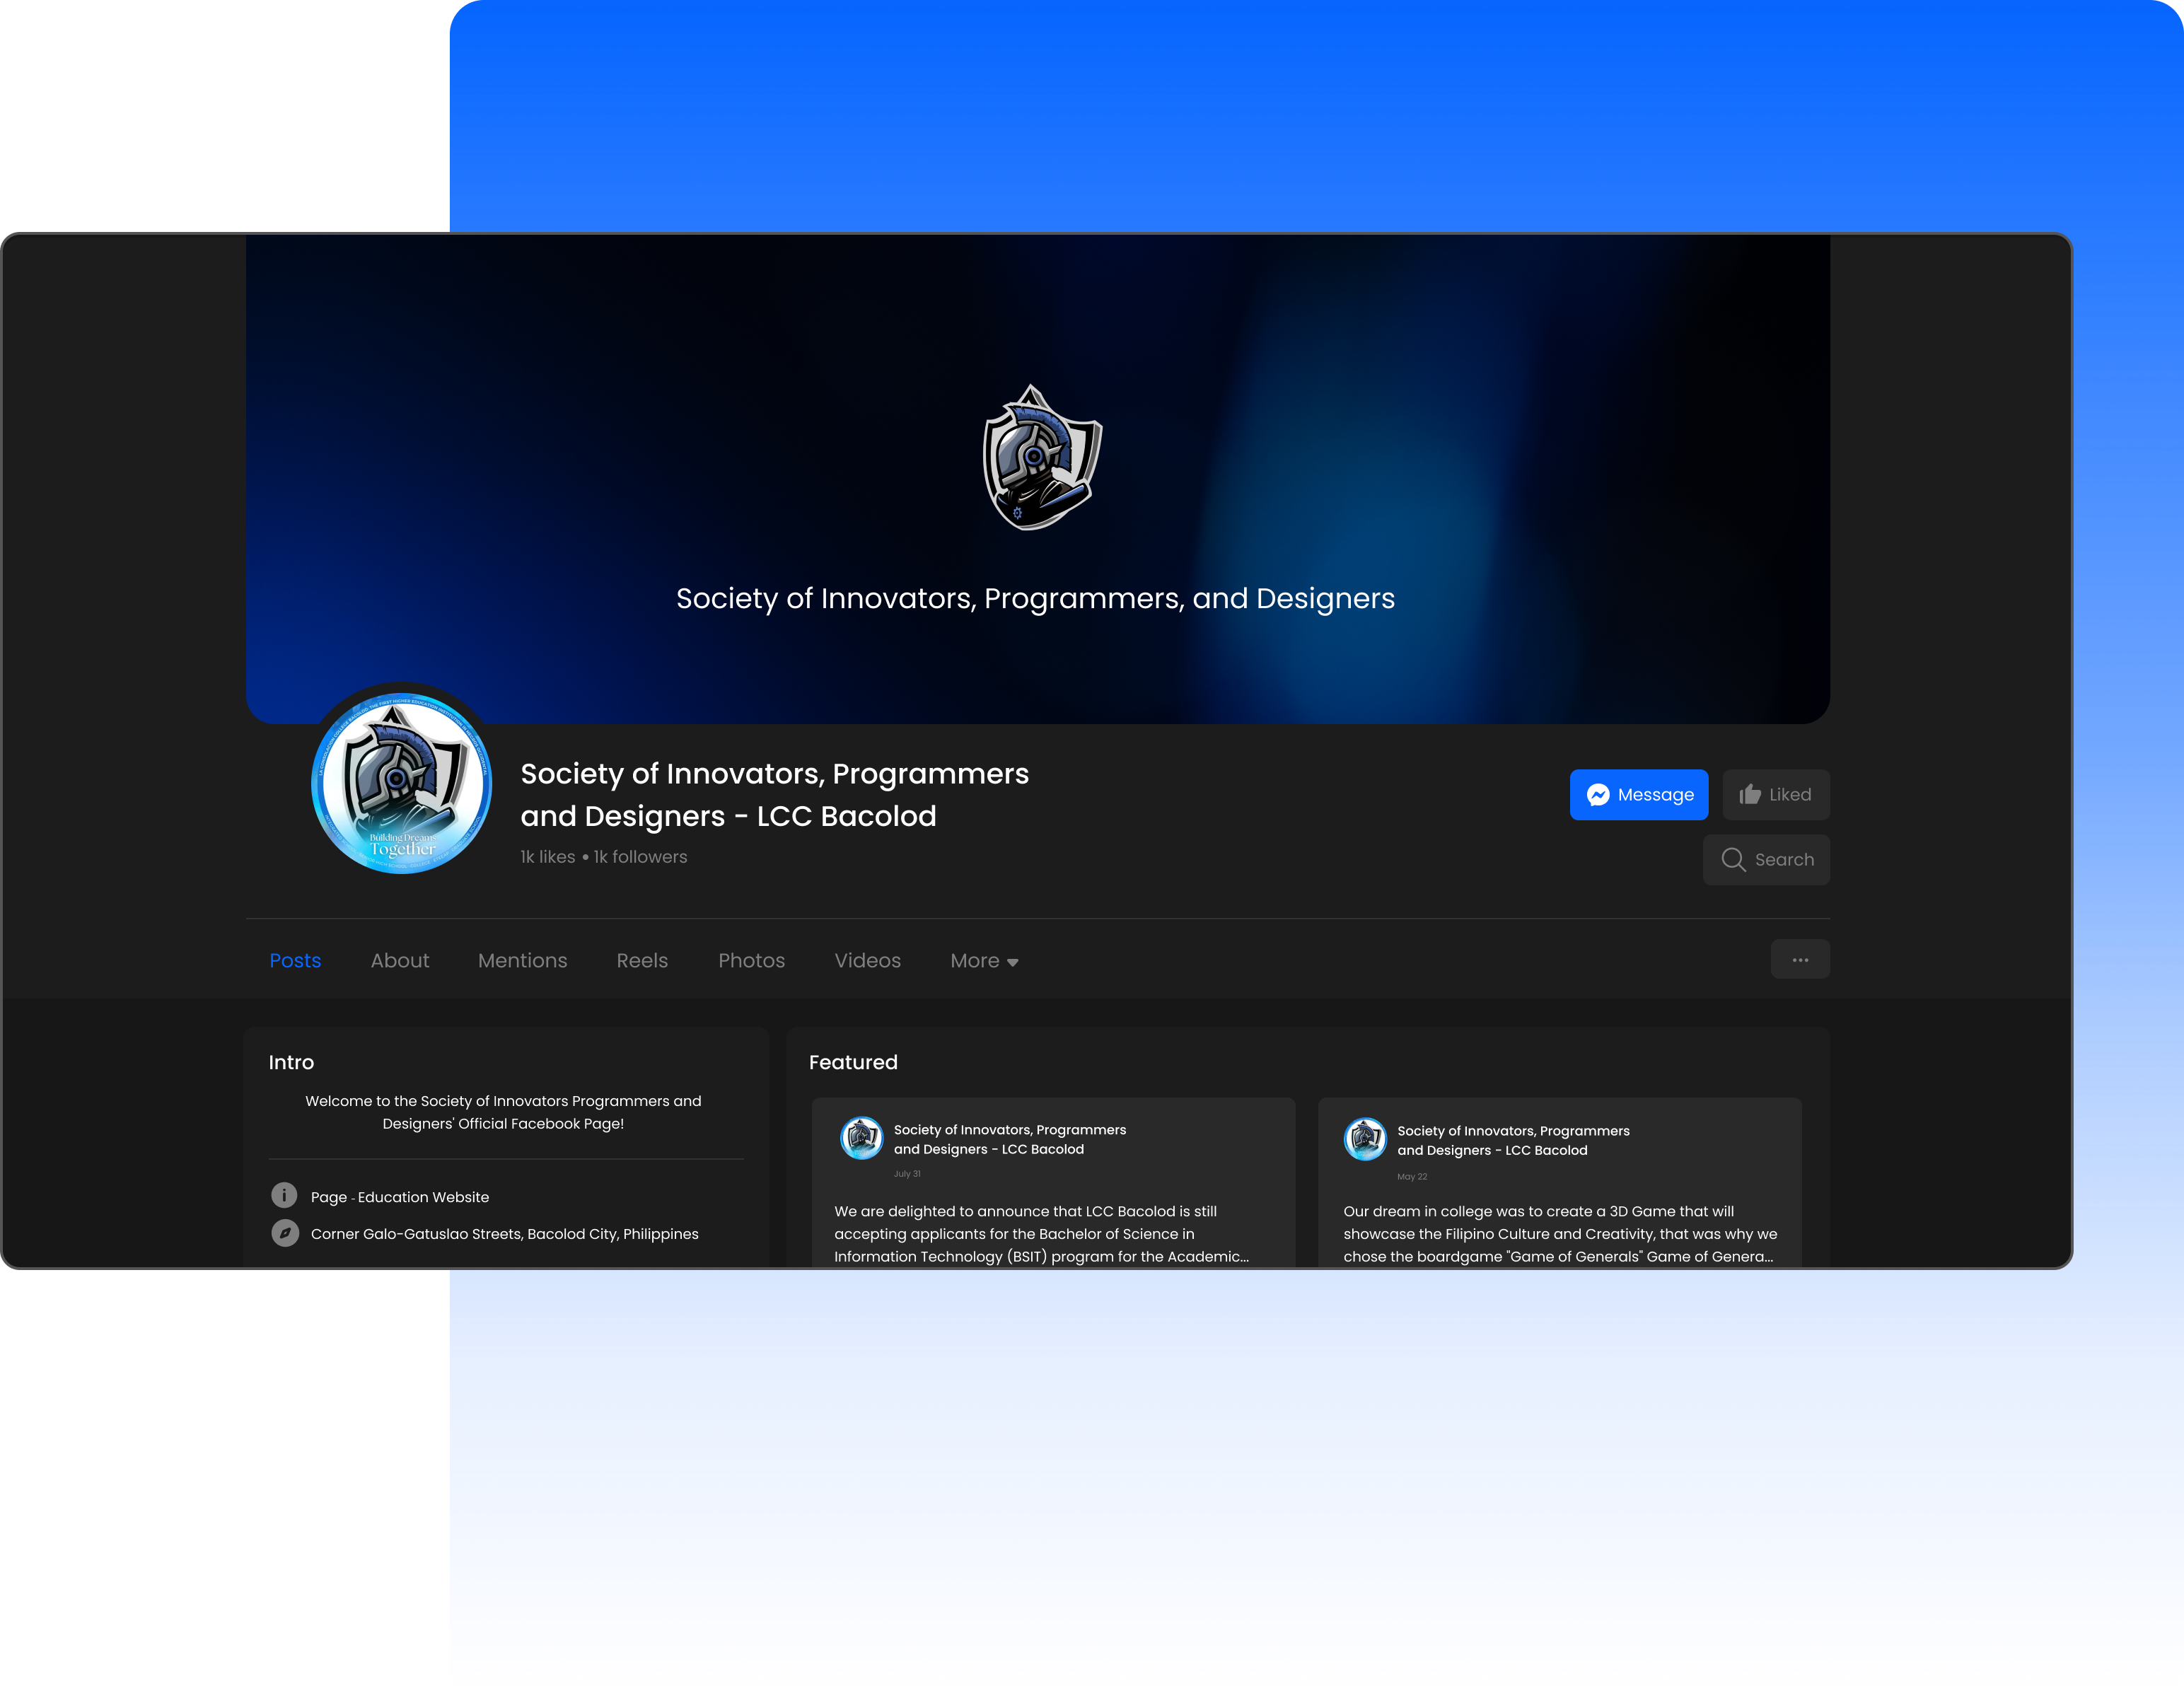 Society of Innovators, Programmers, and Designers
Building Dreams
Together
Society of Innovators, Programmers
and Designers - LCC Bacolod
1k likes • 1k followers
Message
Liked
Search
Posts
About
Mentions
Reels
Photos
Videos
More
Intro
Welcome to the Society of Innovators Programmers and
Designers' Official Facebook Page!
Page - Education Website
Corner Galo-Gatuslao Streets, Bacolod City, Philippines
Featured
Society of Innovators, Programmers
and Designers - LCC Bacolod
July 31
We are delighted to announce that LCC Bacolod is still
accepting applicants for the Bachelor of Science in
Information Technology (BSIT) program for the Academic...
Society of Innovators, Programmers
and Designers - LCC Bacolod
May 22
Our dream in college was to create a 3D Game that will
showcase the Filipino Culture and Creativity, that was why we
chose the boardgame "Game of Generals" Game of Genera...